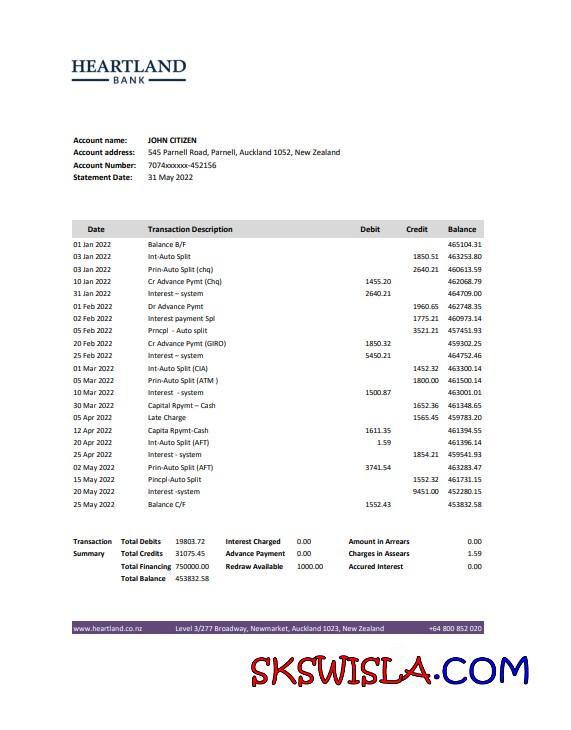 HEARTLAND
BANK
Account name: JOHN CITIZEN
Account address: 545 Parnell Road, Parnell, Auckland 1052, New Zealand
Account Number: 7074xxxxxx-452156
Statement Date: 31 May 2022
Date Transaction Description Debit Credit Balance
01 Jan 2022 Balance B/F 465104.31
03 Jan 2022 Int-Auto Split 1850.51 463253.80
03 Jan 2022 Prin-Auto Split (chq) 2640.21 460613.59
10 Jan 2022 Cr Advance Pymt (Chq) 1455.20 462068.79
31 Jan 2022 Interest – system 2640.21 464709.00
01 Feb 2022 Dr Advance Pymt 1960.65 462748.35
02 Feb 2022 Interest payment Spl 1775.21 460973.14
05 Feb 2022 Prncpl - Auto split 3521.21 457451.93
20 Feb 2022 Cr Advance Pymt (GIRO) 1850.32 459302.25
25 Feb 2022 Interest – system 5450.21 464752.46
01 Mar 2022 Int-Auto Split (CIA) 1452.32 463300.14
05 Mar 2022 Prin-Auto Split (ATM ) 1800.00 461500.14
10 Mar 2022 Interest - system 1500.87 463001.01
30 Mar 2022 Capital Rpymt – Cash 1652.36 461348.65
05 Apr 2022 Late Charge 1565.45 459783.20
12 Apr 2022 Capita Rpymt-Cash 1611.35 461394.55
20 Apr 2022 Int-Auto Split (AFT) 1.59 461396.14
25 Apr 2022 Interest - system 1854.21 459541.93
02 May 2022 Prin-Auto Split (AFT) 3741.54 463283.47
15 May 2022 Pincpl-Auto Split 1552.32 461731.15
20 May 2022 Interest -system 9451.00 452280.15
25 May 2022 Balance C/F 1552.43 453832.58
Transaction Total Debits 19803.72 Interest Charged 0.00 Amount in Arrears 0.00
Summary Total Credits 31075.45 Advance Payment 0.00 Charges in Assears 1.59
Total Financing 750000.00 Redraw Available 1000.00 Accured Interest 0.00
Total Balance 453832.58
www.heartland.co.nz Level 3/277 Broadway, Newmarket, Auckland 1023, New Zealand +64 800 852 020
SKSWISLA.COM